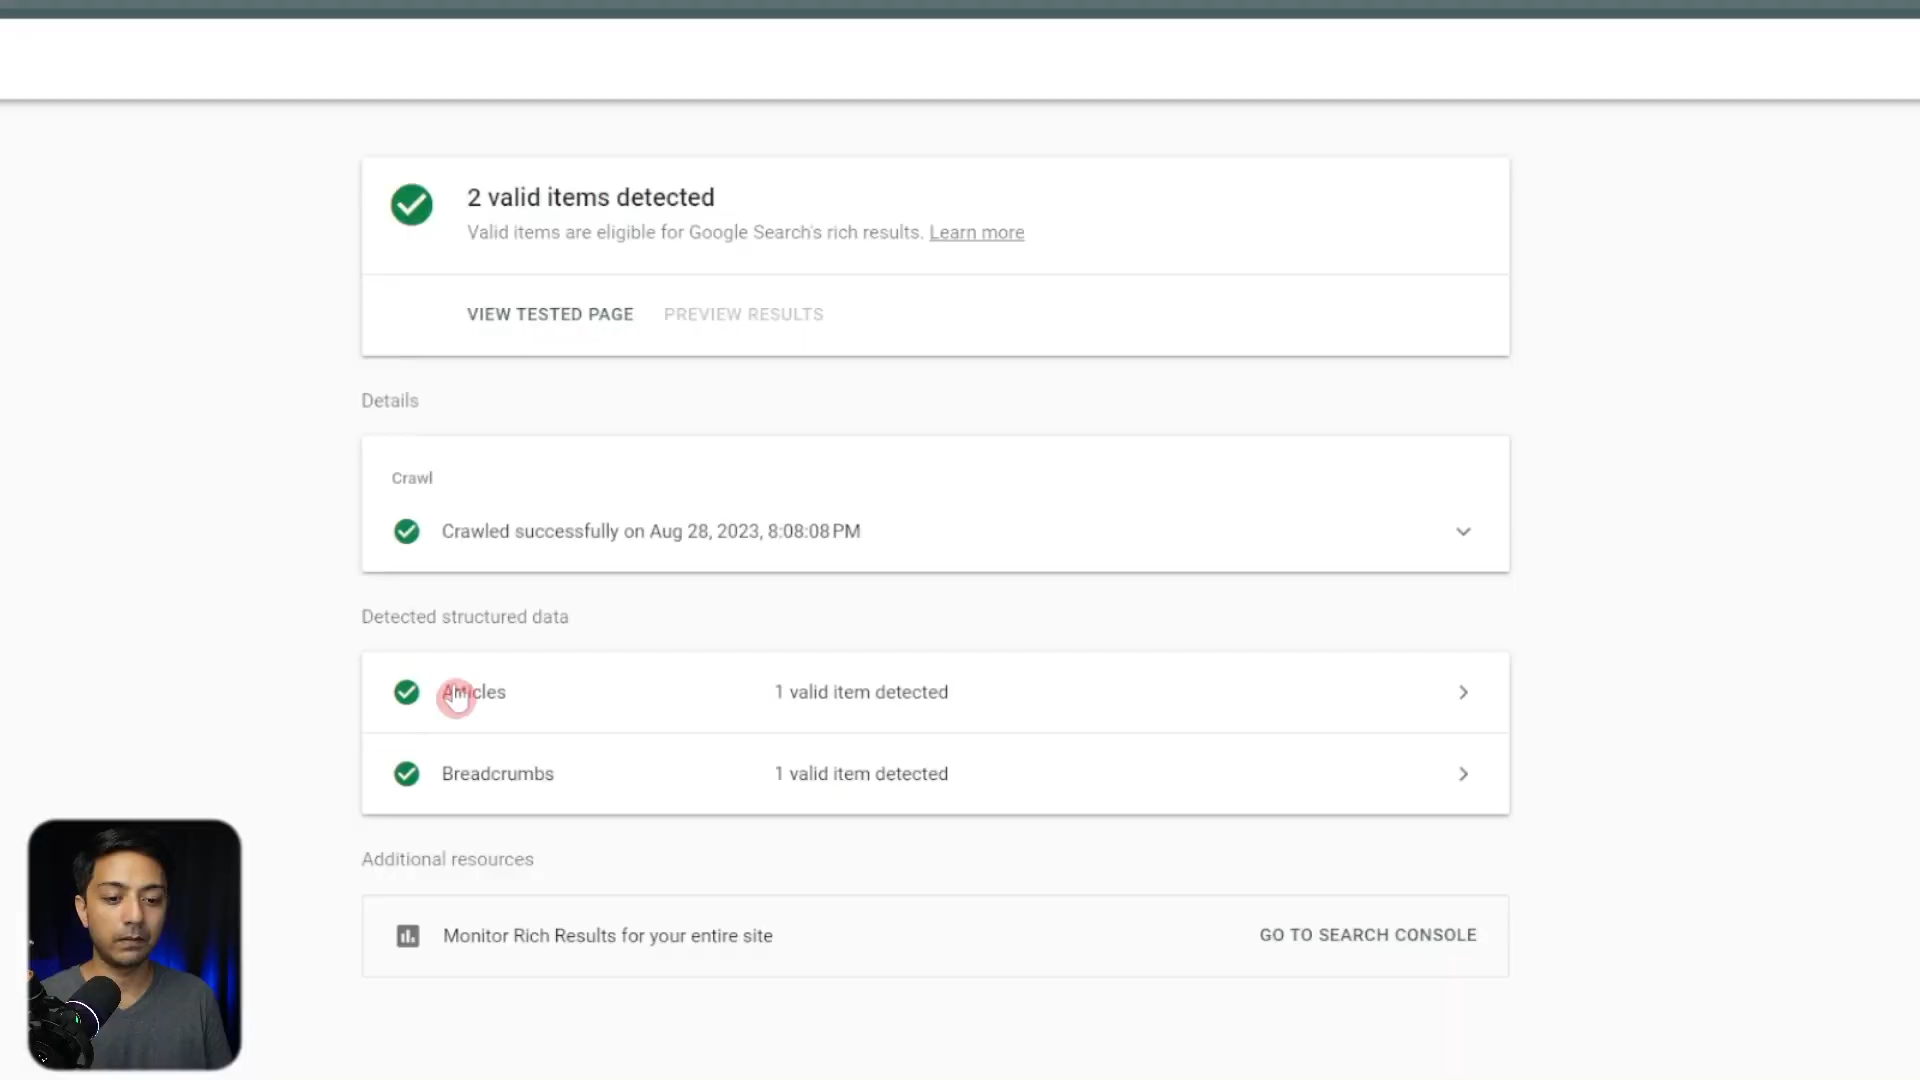 2 valid items detected
Valid items are eligible for Google Search's rich results. Learn more
VIEW TESTED PAGE PREVIEW RESULTS
Details
Crawl
Crawled successfully on Aug 28, 2023, 8:08:08 PM
Detected structured data
Articles 1 valid item detected
Breadcrumbs 1 valid item detected
Additional resources
Monitor Rich Results for your entire site GO TO SEARCH CONSOLE